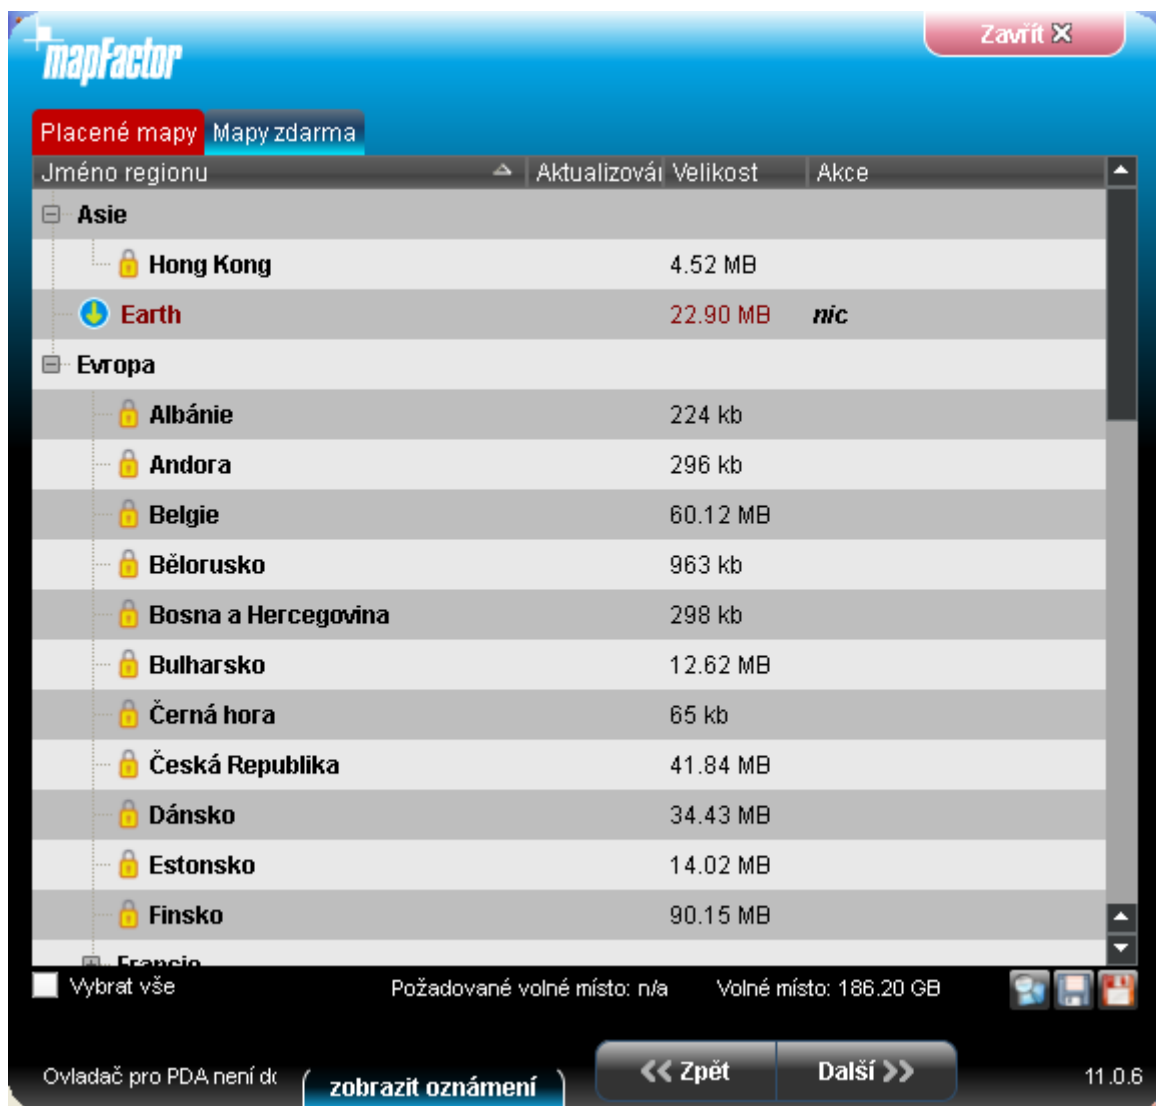 Zavřít
mapFactor
Placené mapy Mapy zdarma
Jméno regionu Aktualizován Velikost Akce
Asie
Hong Kong 4.52 MB
Earth 22.90 MB nic
Evropa
Albánie 224 kb
Andora 296 kb
Belgie 60.12 MB
Bělorusko 963 kb
Bosna a Hercegovina 298 kb
Bulharsko 12.62 MB
Černá hora 65 kb
Česká Republika 41.84 MB
Dánsko 34.43 MB
Estonsko 14.02 MB
Finsko 90.15 MB
Francie
Vybrat vše Požadované volné místo: n/a Volné místo: 186.20 GB
Ovladač pro PDA není do zobrazit oznámení << Zpět Další >> 11.0.6